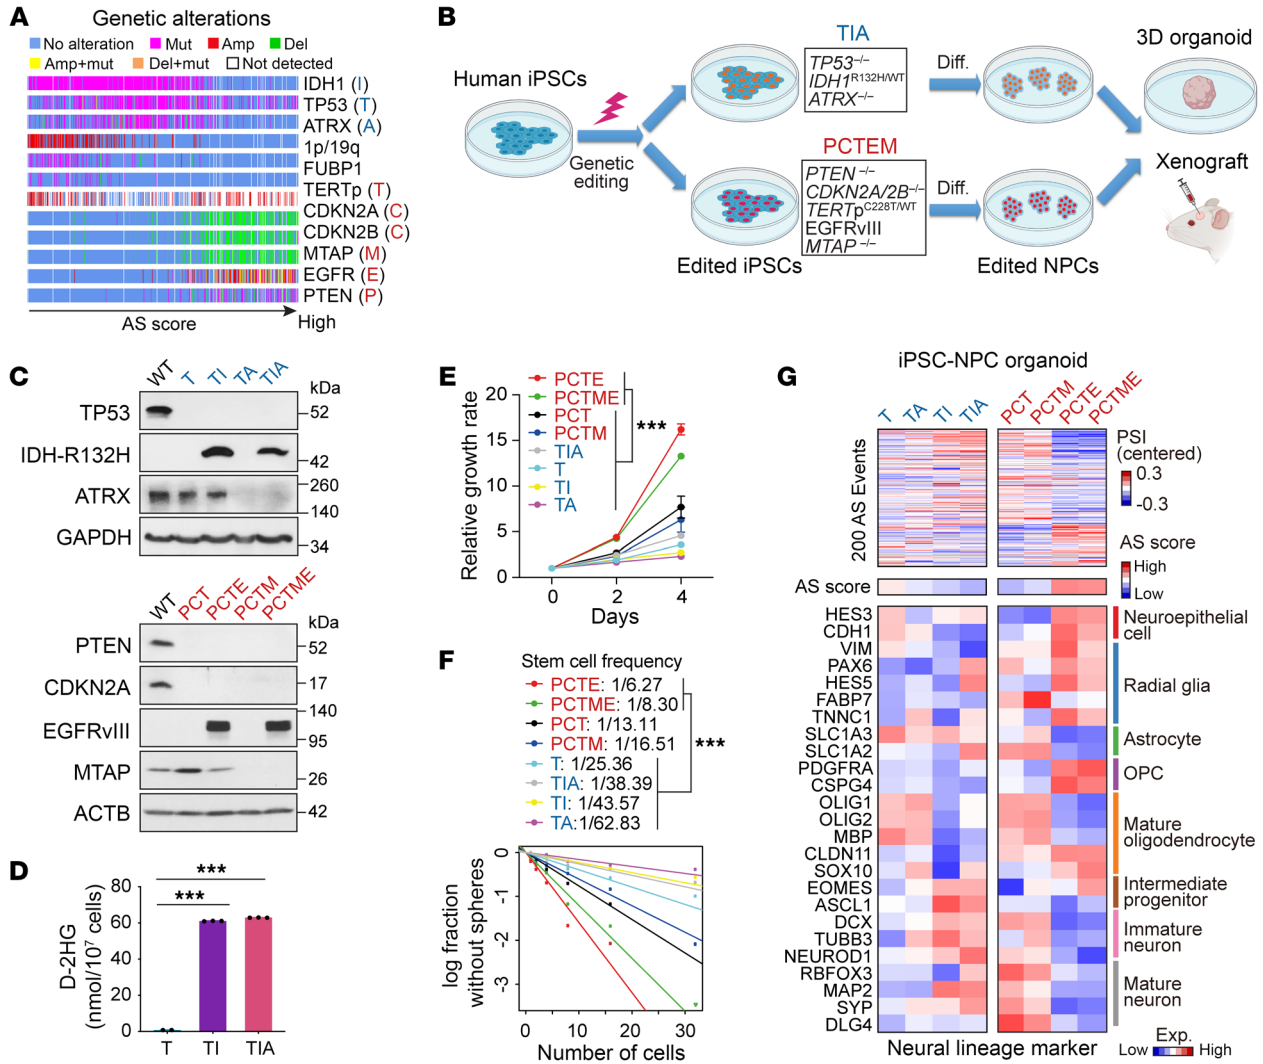 A
Genetic alterations
No alteration Mut Amp Del
Amp+mut Del+mut Not detected
IDH1 (I)
TP53 (T)
ATRX (A)
1p/19q
FUBP1
TERTp (T)
CDKN2A (C)
CDKN2B (C)
MTAP (M)
EGFR (E)
PTEN (P)
AS score High
B
Human iPSCs
Genetic
editing
TIA
TP53–/–
IDH1R132H/WT
ATRX–/–
PCTEM
PTEN –/–
CDKN2A/2B–/–
TERTpC228T/WT
EGFRvIII
MTAP –/–
Edited iPSCs
Diff.
Diff.
Edited NPCs
3D organoid
Xenograft
C
WT T TI TA TIA
kDa
TP53 52
IDH-R132H 42
ATRX 260
140
GAPDH 34
WT PCT PCTE PCTM PCTME
kDa
PTEN 52
CDKN2A 17
EGFRvIII 140
95
MTAP 26
ACTB 42
D
D-2HG
(nmol/10⁷ cells)
80
60
40
20
0
***
***
T TI TIA
E
Relative growth rate
20
15
10
5
0
PCTE
PCTME
PCT
PCTM
TIA
T
TI
TA
***
0 2 4
Days
F
Stem cell frequency
PCTE: 1/6.27
PCTME: 1/8.30
PCT: 1/13.11
PCTM: 1/16.51
T: 1/25.36
TIA: 1/38.39
TI: 1/43.57
TA:1/62.83
***
log fraction
without spheres
0
-1
-2
-3
0 10 20 30
Number of cells
G
iPSC-NPC organoid
T TA TI TIA PCT PCTM PCTE PCTME
200 AS Events
PSI
(centered)
0.3
-0.3
AS score
High
Low
AS score
HES3
CDH1
VIM
PAX6
HES5
FABP7
TNNC1
SLC1A3
SLC1A2
PDGFRA
CSPG4
OLIG1
OLIG2
MBP
CLDN11
SOX10
EOMES
ASCL1
DCX
TUBB3
NEUROD1
RBFOX3
MAP2
SYP
DLG4
Neuroepithelial
cell
Radial glia
Astrocyte
OPC
Mature
oligodendrocyte
Intermediate
progenitor
Immature
neuron
Mature
neuron
Neural lineage marker
Exp.
Low High